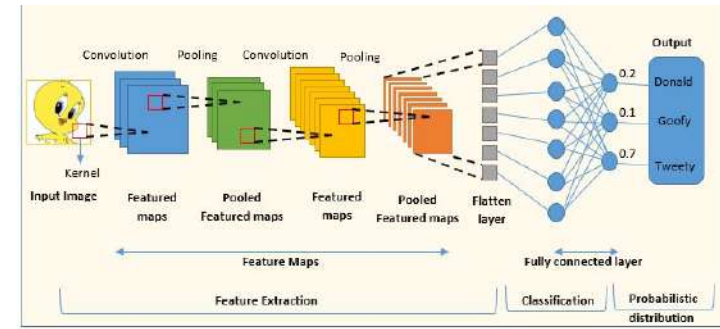 Convolution
Pooling
Convolution
Pooling
Output
0.2
Donald
0.1
Goofy
0.7
Tweety
Kernel
Input Image
Featured
maps
Pooled
Featured maps
Featured
maps
Pooled
Featured maps
Flatten
layer
Feature Maps
Fully connected layer
Feature Extraction
Classification
Probabilistic
distribution